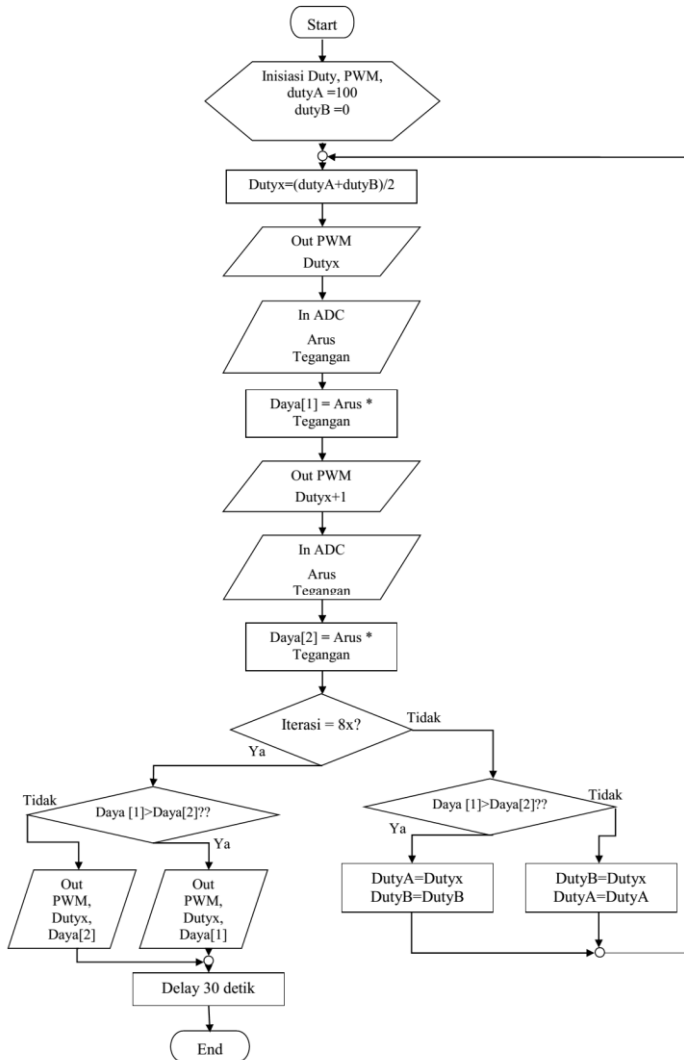 Start
Inisiasi Duty, PWM,
dutyA =100
dutyB =0
Dutyx=(dutyA+dutyB)/2
Out PWM
Dutyx
In ADC
Arus
Tegangan
Daya[1] = Arus *
Tegangan
Out PWM
Dutyx+1
In ADC
Arus
Tegangan
Daya[2] = Arus *
Tegangan
Iterasi = 8x?
Tidak
Ya
Tidak
Daya [1]>Daya[2]??
Ya
Out
PWM,
Dutyx,
Daya[2]
Out
PWM,
Dutyx,
Daya[1]
Delay 30 detik
End
Daya [1]>Daya[2]??
Tidak
Ya
DutyA=Dutyx
DutyB=DutyB
DutyB=Dutyx
DutyA=DutyA